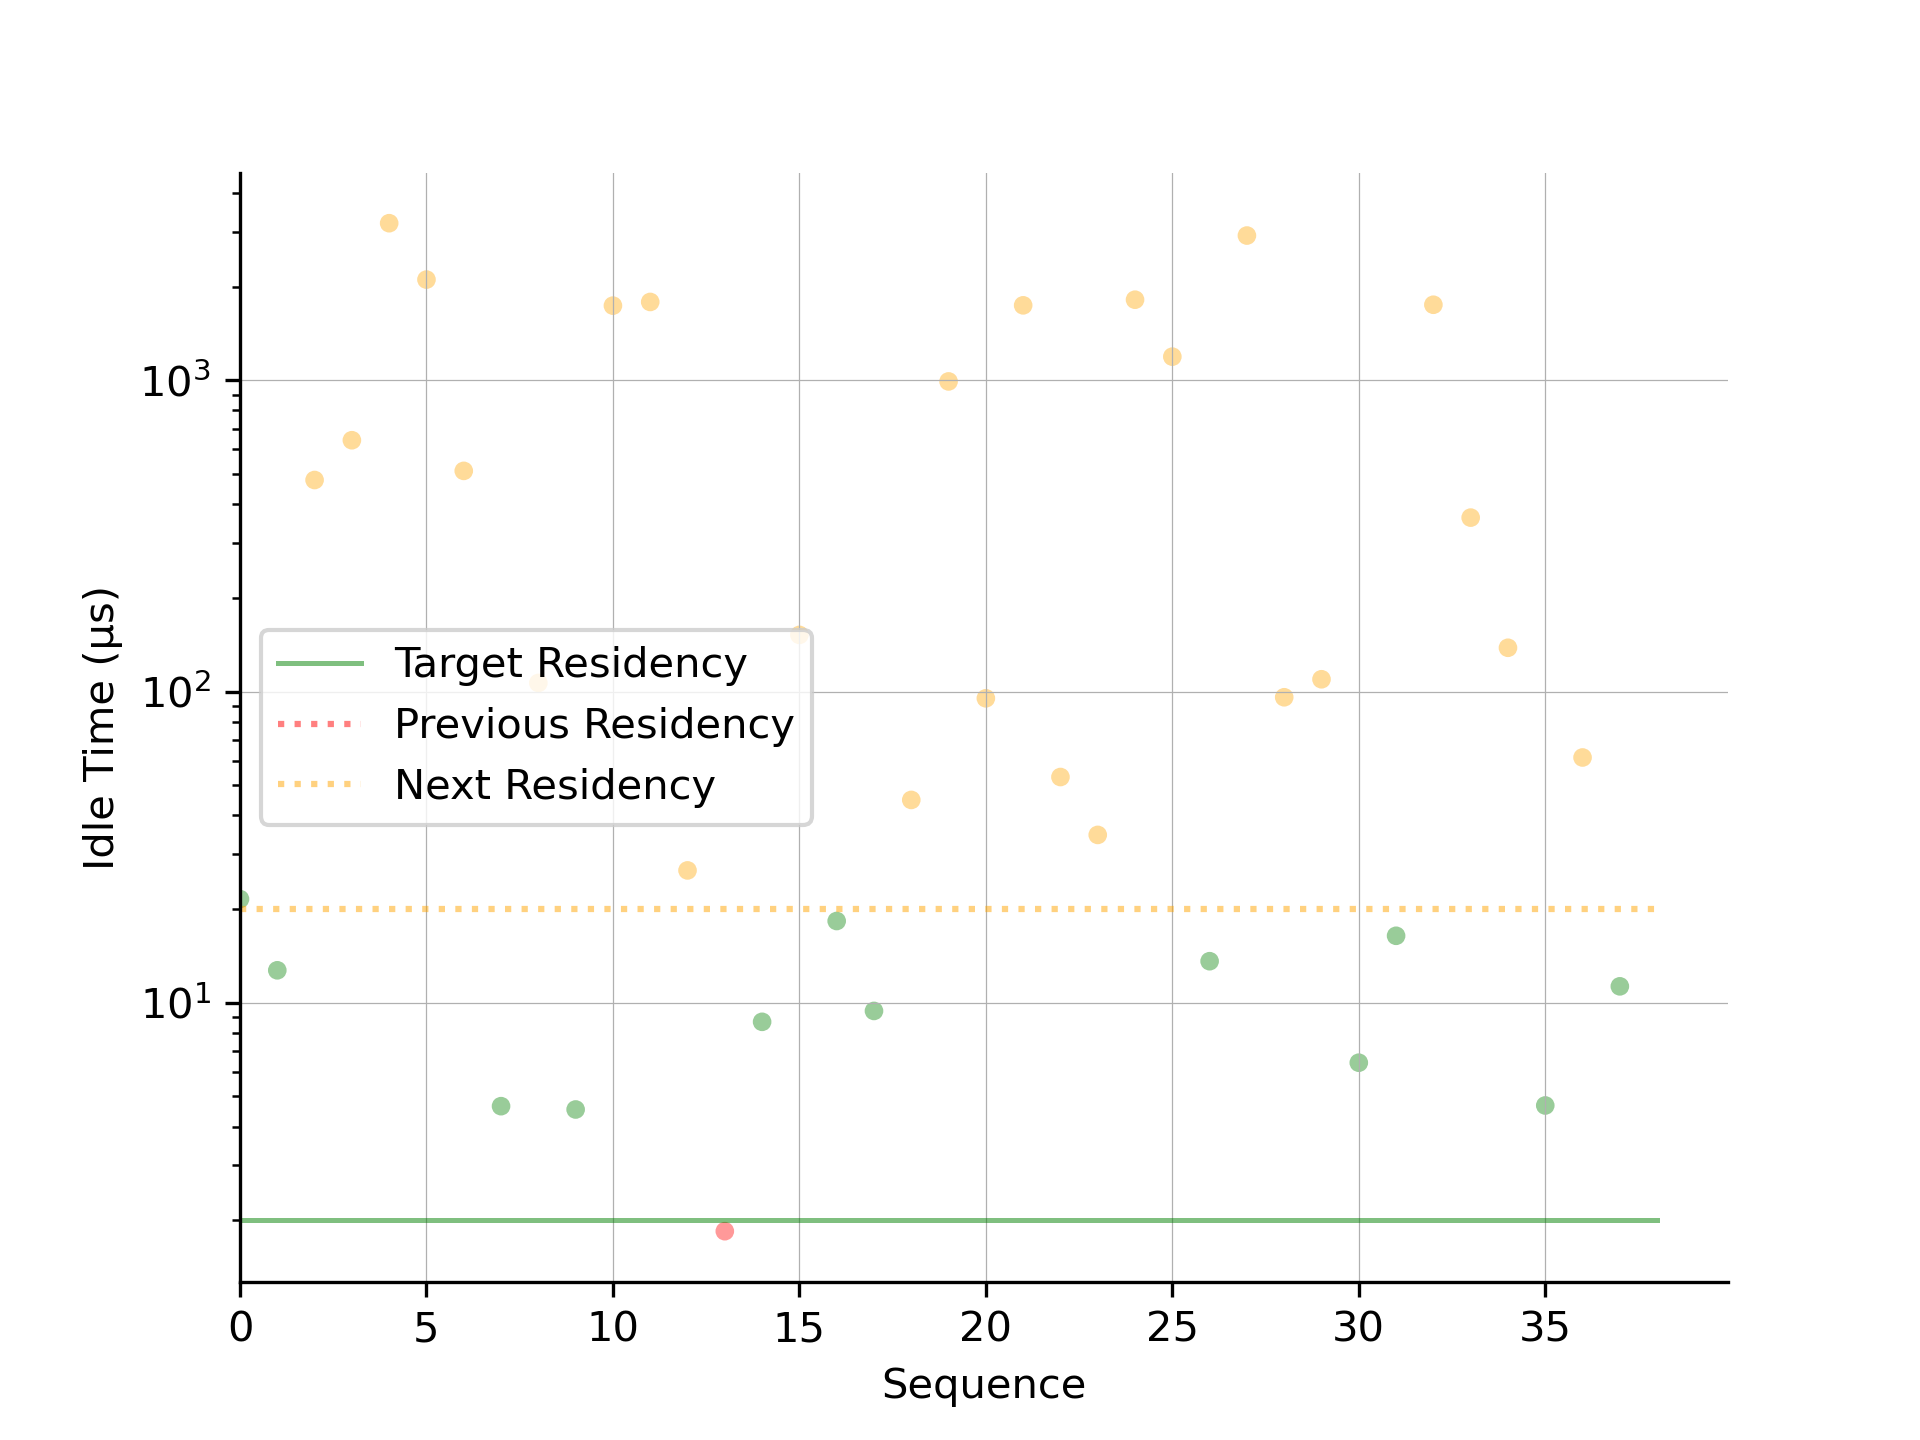 10³
10²
10¹
Idle Time (µs)
Target Residency
Previous Residency
Next Residency
0 5 10 15 20 25 30 35
Sequence